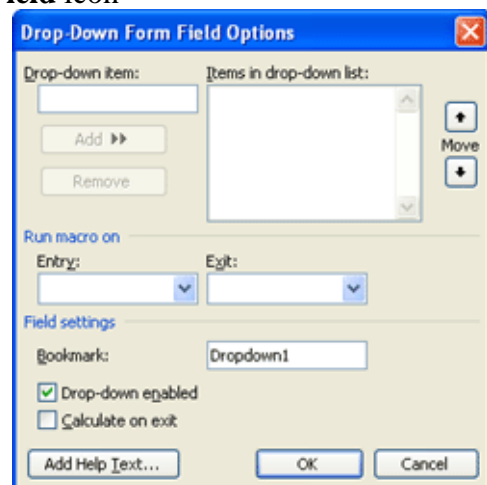 eld icon
Drop-Down Form Field Options
Drop-down item: Items in drop-down list:
Add
Move
Remove
Run macro on
Entry: Exit:
Field settings
Bookmark: Dropdown1
Drop-down enabled
Calculate on exit
Add Help Text... OK Cancel